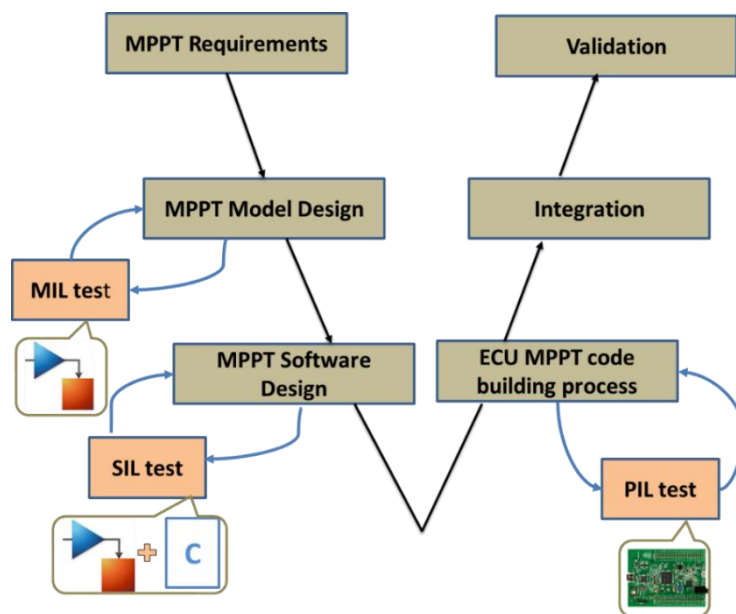 MPPT Requirements
Validation
MPPT Model Design
Integration
MIL test
MPPT Software
Design
ECU MPPT code
building process
SIL test
PIL test
C